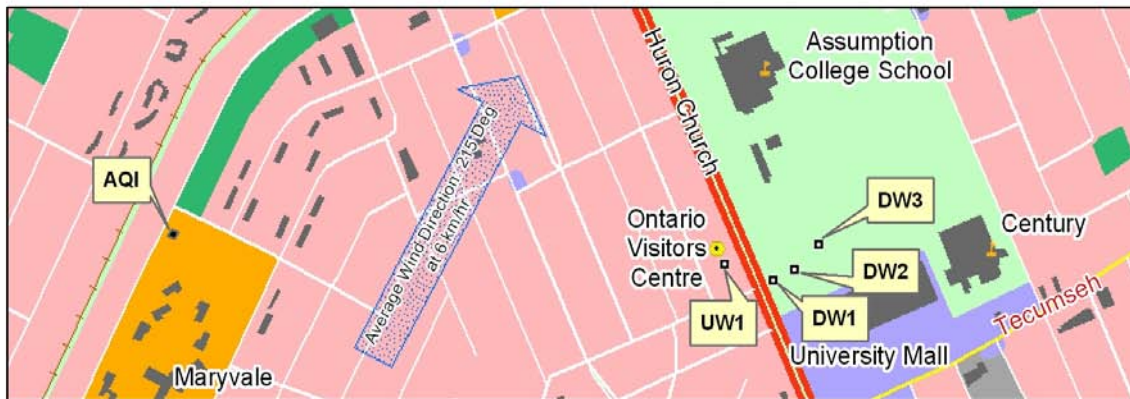 Huron Church
Assumption
College School
Average Wind Direction : 215 Deg
at 6 km/hr
AQI
DW3
Ontario
Visitors
Centre
Century
DW2
UW1
DW1
Tecumseh
University Mall
Maryvale